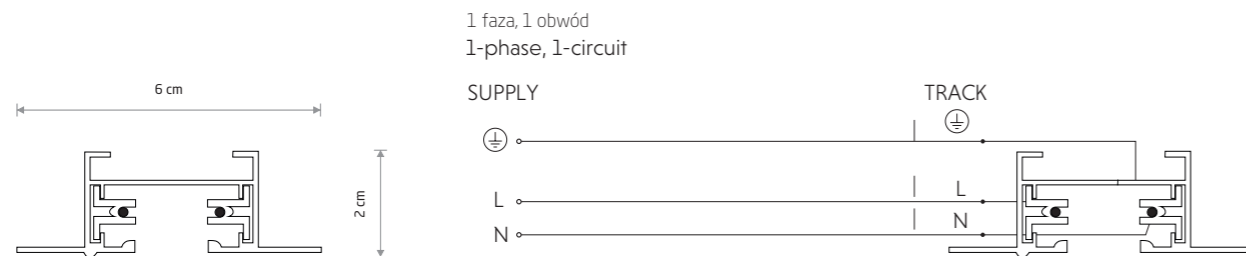 1 faza, 1 obwód
1-phase, 1-circuit
6 cm
SUPPLY
TRACK
2 cm
L
L
N
N